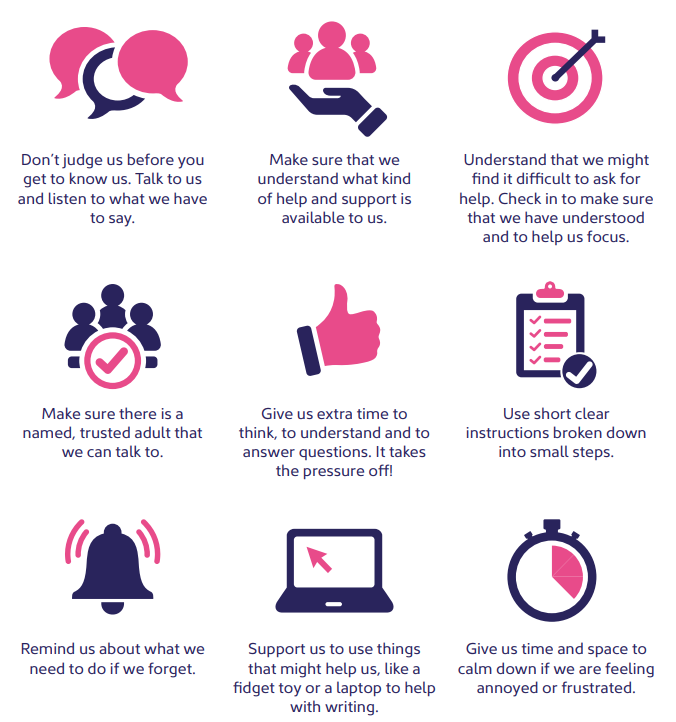 Don't judge us before you
get to know us. Talk to us
and listen to what we have
to say.
Make sure that we
understand what kind
of help and support is
available to us.
Understand that we might
find it difficult to ask for
help. Check in to make sure
that we have understood
and to help us focus.
Make sure there is a
named, trusted adult that
we can talk to.
Give us extra time to
think, to understand and to
answer questions. It takes
the pressure off!
Use short clear
instructions broken down
into small steps.
Remind us about what we
need to do if we forget.
Support us to use things
that might help us, like a
fidget toy or a laptop to help
with writing.
Give us time and space to
calm down if we are feeling
annoyed or frustrated.